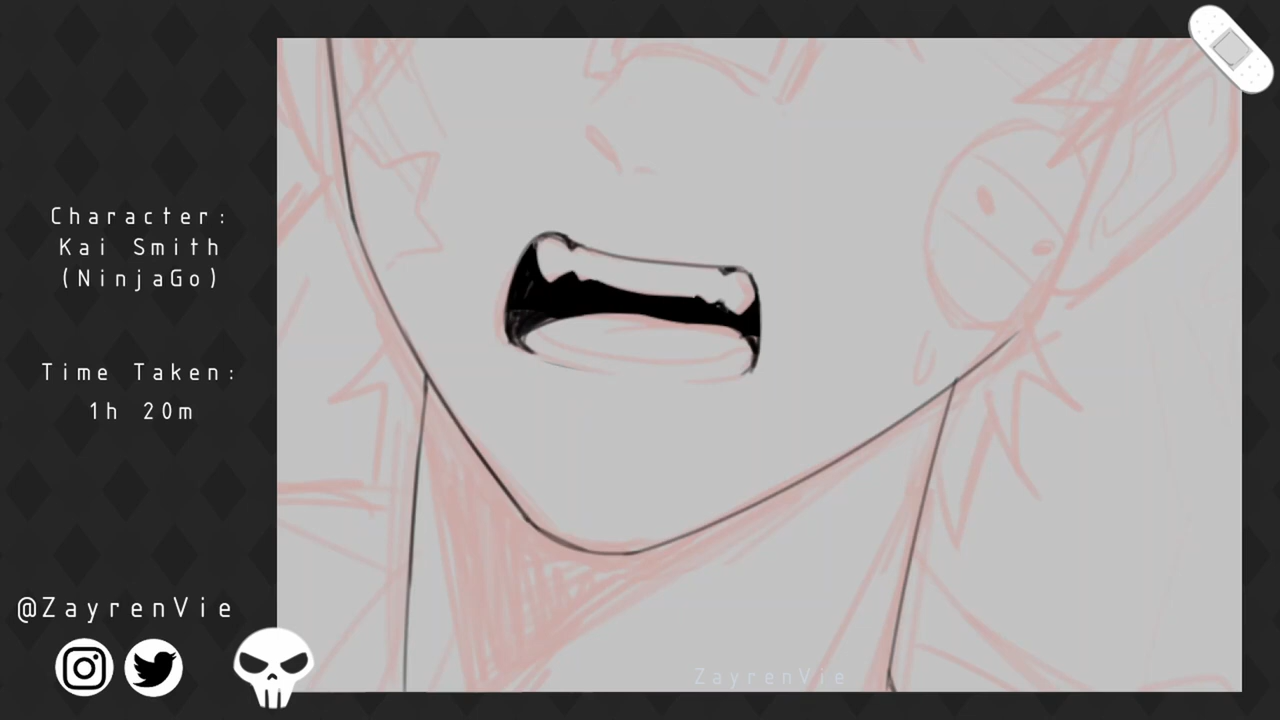 Character:
Kai Smith
(NinjaGo)
Time Taken:
1h 20m
@ZayrenVie
ZayrenVie